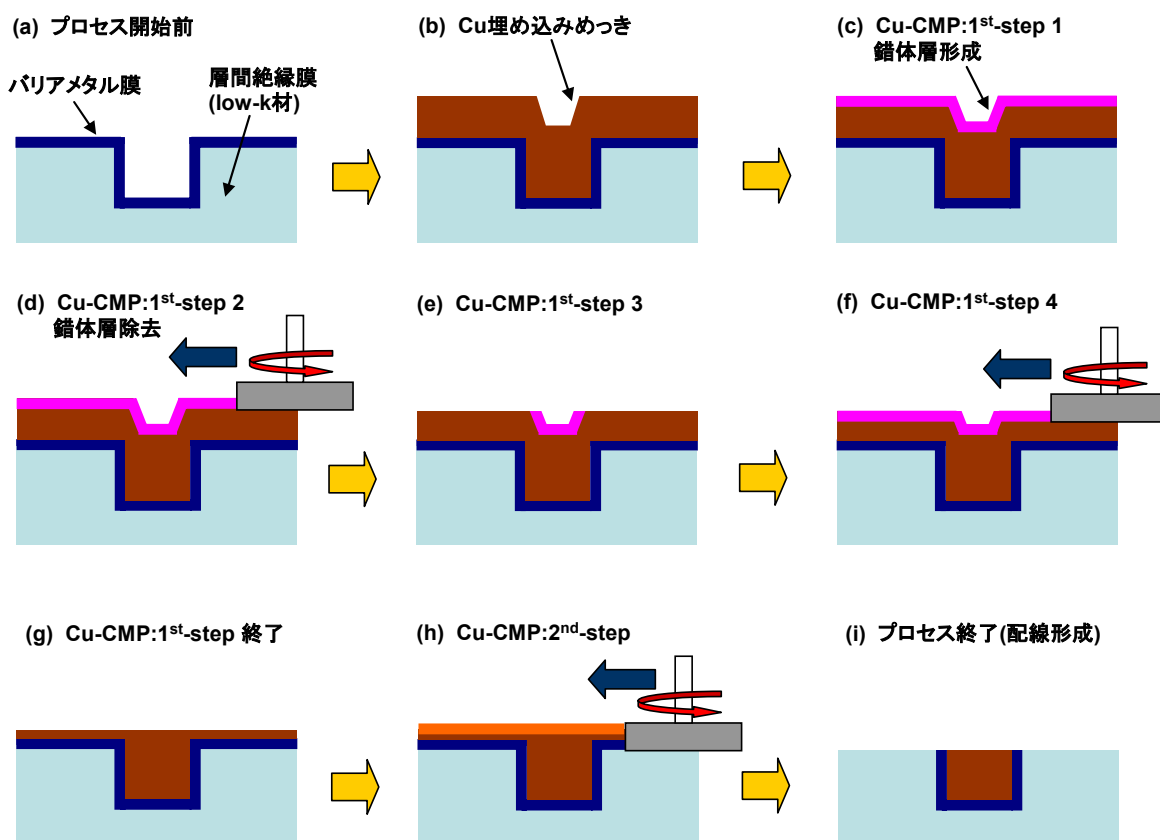 (a) プロセス開始前
バリアメタル膜
層間絶縁膜
(low-k材)
(b) Cu埋め込みめっき
(c) Cu-CMP:1st-step 1
錯体層形成
(d) Cu-CMP:1st-step 2
錯体層除去
(e) Cu-CMP:1st-step 3
(f) Cu-CMP:1st-step 4
(g) Cu-CMP:1st-step 終了
(h) Cu-CMP:2nd-step
(i) プロセス終了(配線形成)